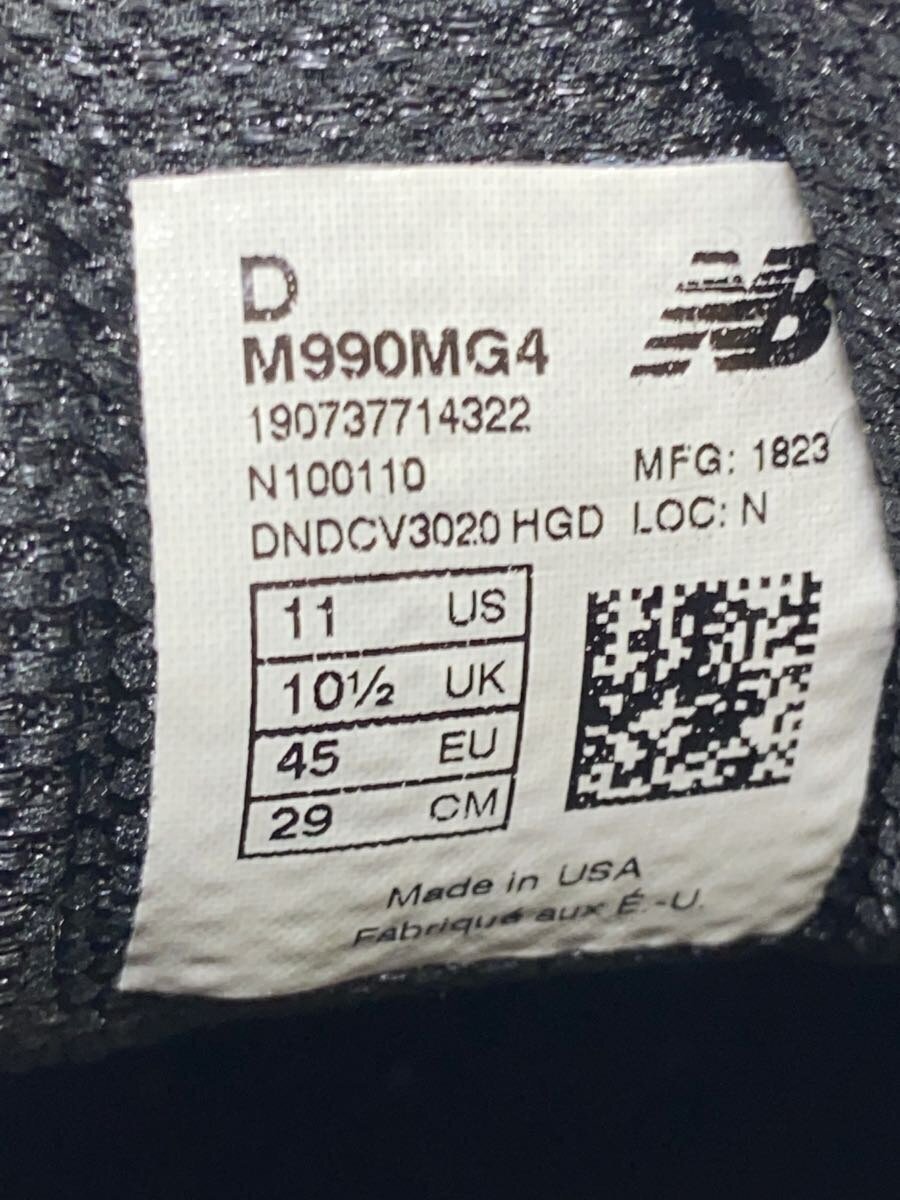 D
NB
M990MG4
190737714322
N100110 MFG: 1823
DNDCV3020 HGD LOC: N
11 US
10½ UK
45 EU
29 CM
Made in USA
Fabriqué aux É.-U.